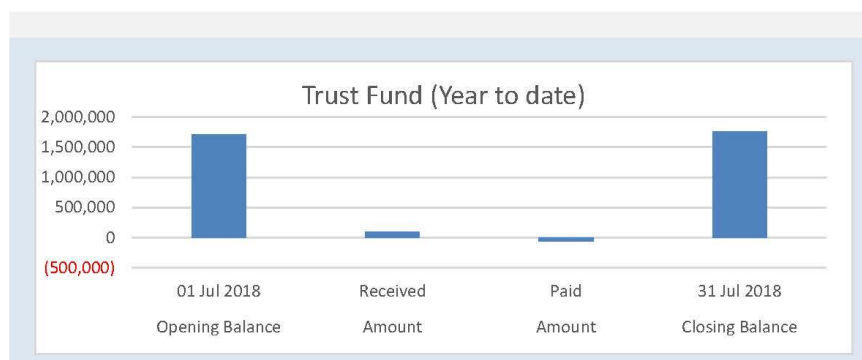 Trust Fund (Year to date)
2,000,000
1,500,000
1,000,000
500,000
0
(500,000)
01 Jul 2018 Received Paid 31 Jul 2018
Opening Balance Amount Amount Closing Balance